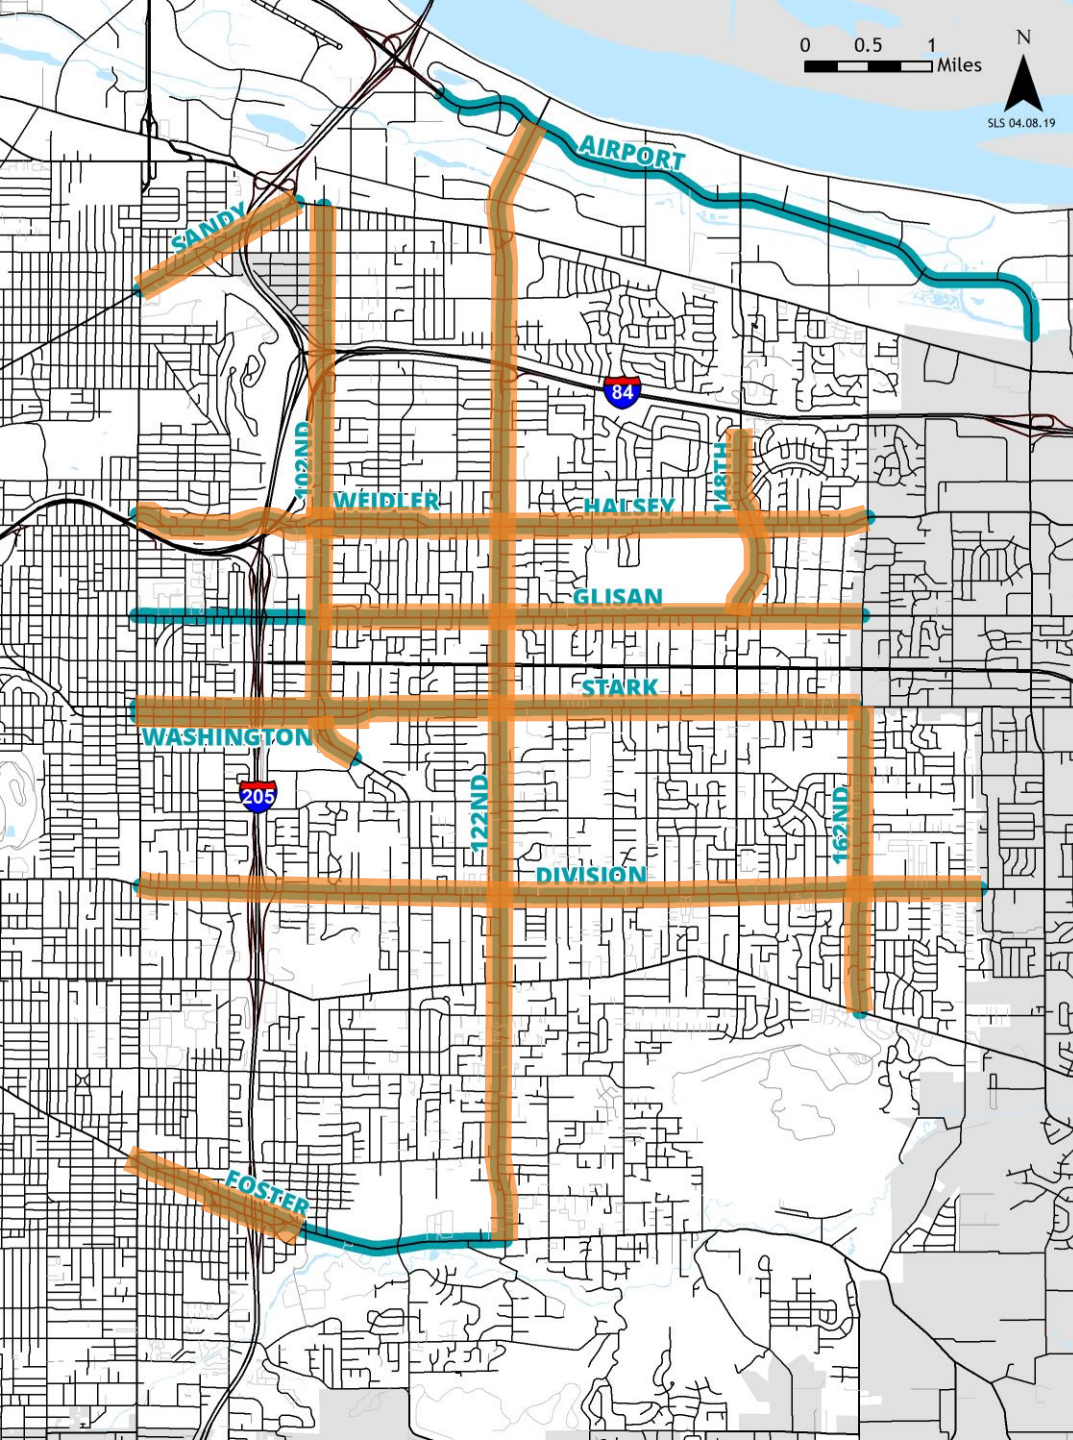 0 0.5 1
Miles
N
SLS 04.08.19
AIRPORT
SANDY
84
102ND
148TH
WEIDLER
HALSEY
GLISAN
STARK
WASHINGTON
205
122ND
162ND
DIVISION
FOSTER